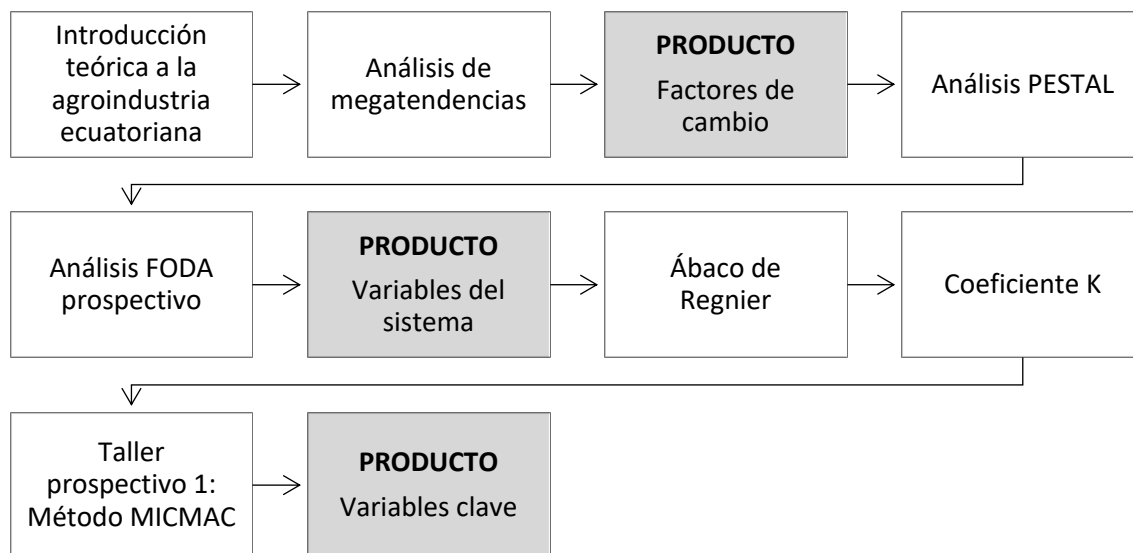 Introducción
teórica a la
agroindustria
ecuatoriana
Análisis de
megatendencias
PRODUCTO
Factores de
cambio
Análisis PESTAL
Análisis FODA
prospectivo
PRODUCTO
Variables del
sistema
Ábaco de
Regnier
Coeficiente K
Taller
prospectivo 1:
Método MICMAC
PRODUCTO
Variables clave